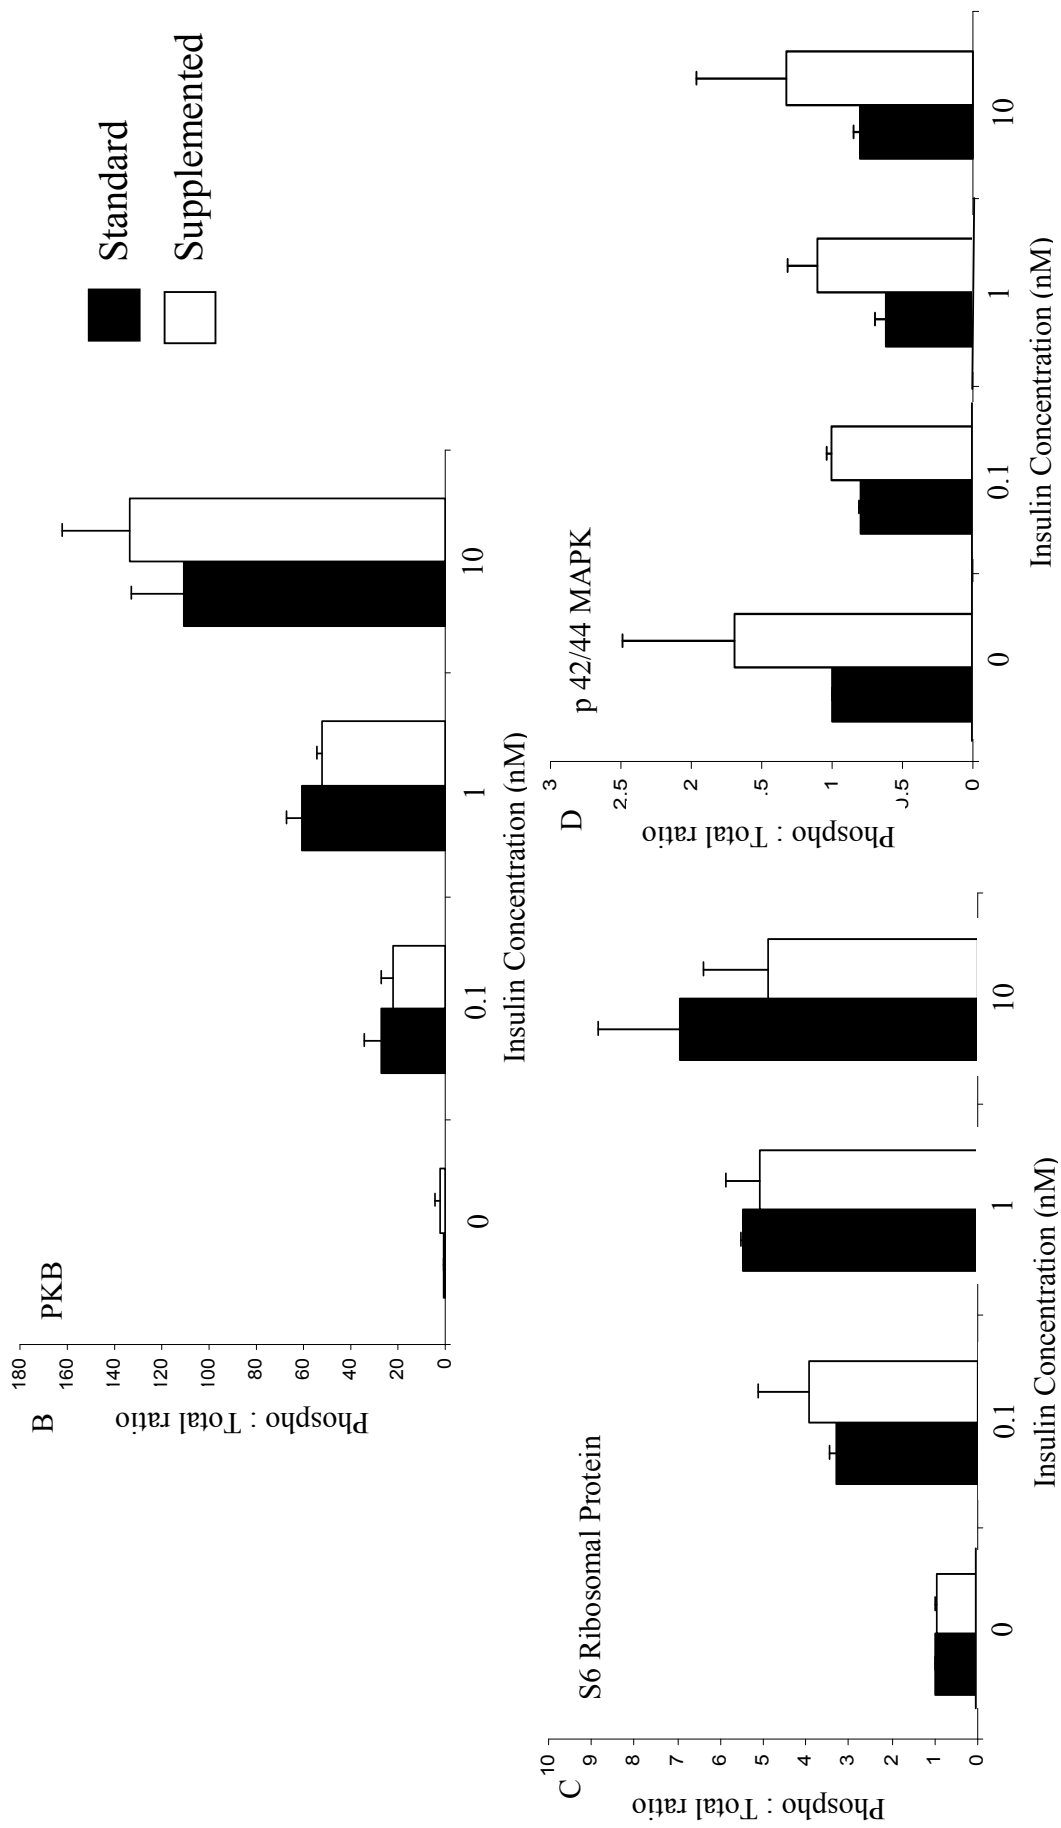 B
PKB
180
160
140
120
100
80
60
40
20
0
Phospho : Total ratio
0
0.1
1
10
Insulin Concentration (nM)
Standard
Supplemented
C
S6 Ribosomal Protein
10
9
8
7
6
5
4
3
2
1
0
Phospho : Total ratio
0
0.1
1
10
Insulin Concentration (nM)
D
p 42/44 MAPK
3
2.5
2
.5
1
0.5
0
Phospho : Total ratio
0
0.1
1
10
Insulin Concentration (nM)